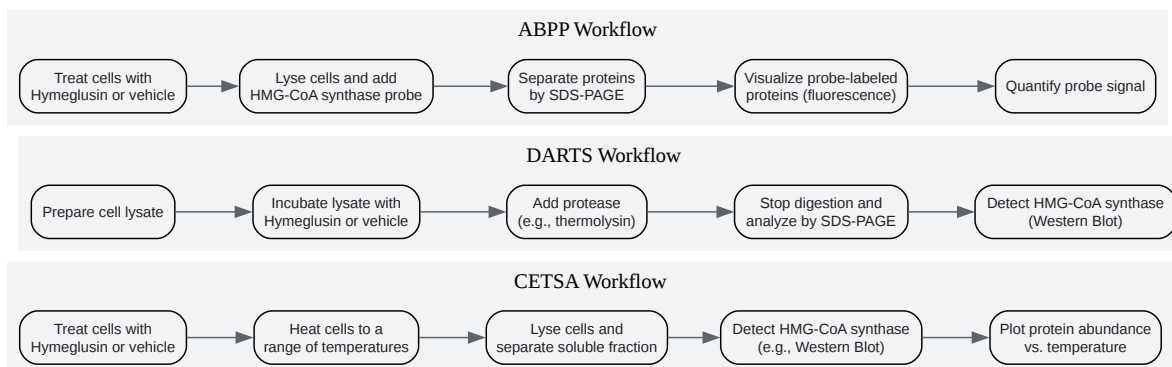 ABPP Workflow
Treat cells with
Hymeglusin or vehicle
Lyse cells and add
HMG-CoA synthase probe
Separate proteins
by SDS-PAGE
Visualize probe-labeled
proteins (fluorescence)
Quantify probe signal
DARTS Workflow
Prepare cell lysate
Incubate lysate with
Hymeglusin or vehicle
Add protease
(e.g., thermolysin)
Stop digestion and
analyze by SDS-PAGE
Detect HMG-CoA synthase
(Western Blot)
CETSA Workflow
Treat cells with
Hymeglusin or vehicle
Heat cells to a
range of temperatures
Lyse cells and
separate soluble fraction
Detect HMG-CoA synthase
(e.g., Western Blot)
Plot protein abundance
vs. temperature